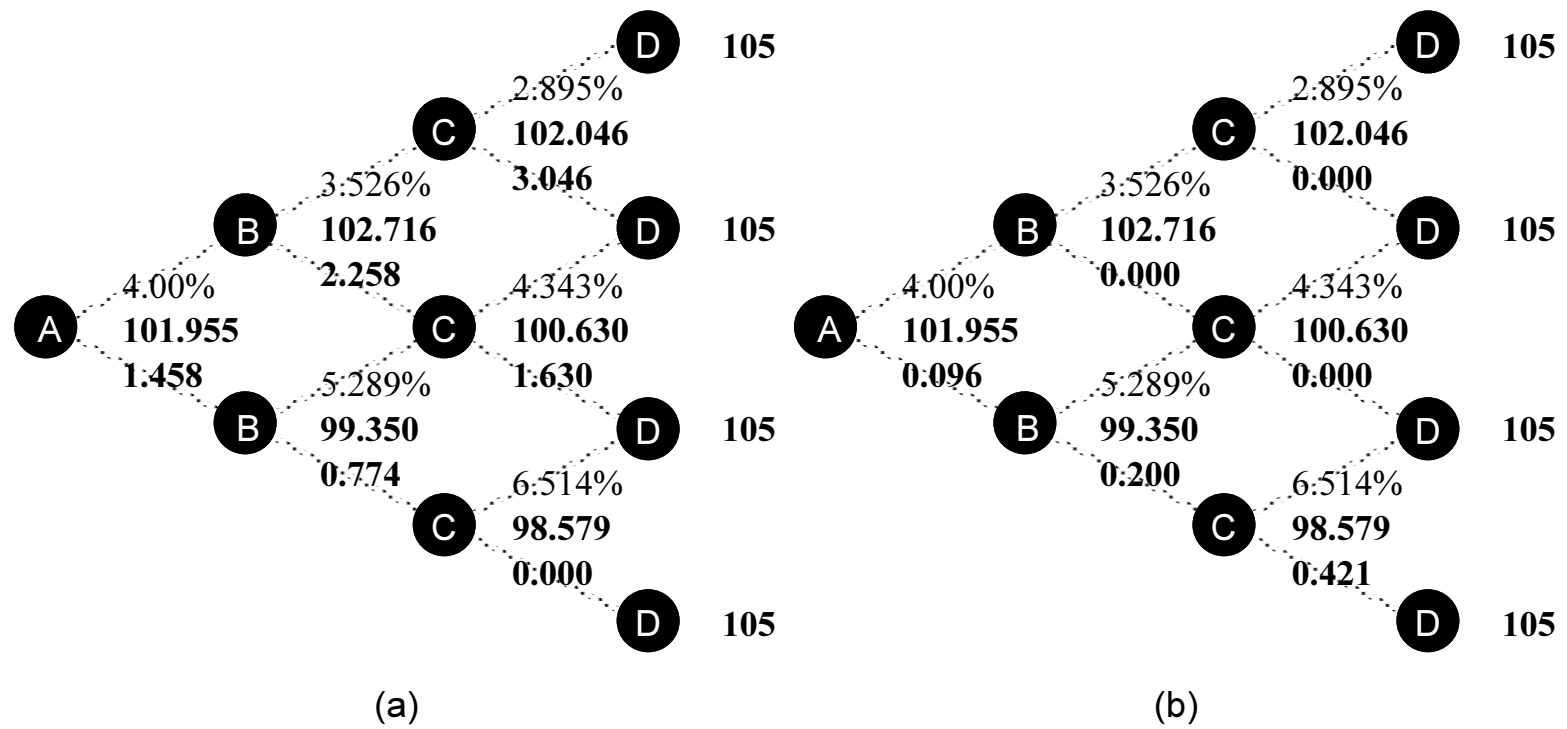 D 105
2.895%
102.046
3.046
C
3.526%
102.716
2.258
B
D 105
4.00%
101.955
1.458
A
C
4.343%
100.630
1.630
5.289%
99.350
0.774
B
D 105
6.514%
98.579
0.000
C
D 105
(a)
D 105
2.895%
102.046
0.000
C
3.526%
102.716
0.000
B
D 105
4.00%
101.955
0.096
A
C
4.343%
100.630
0.000
5.289%
99.350
0.200
B
D 105
6.514%
98.579
0.421
C
D 105
(b)